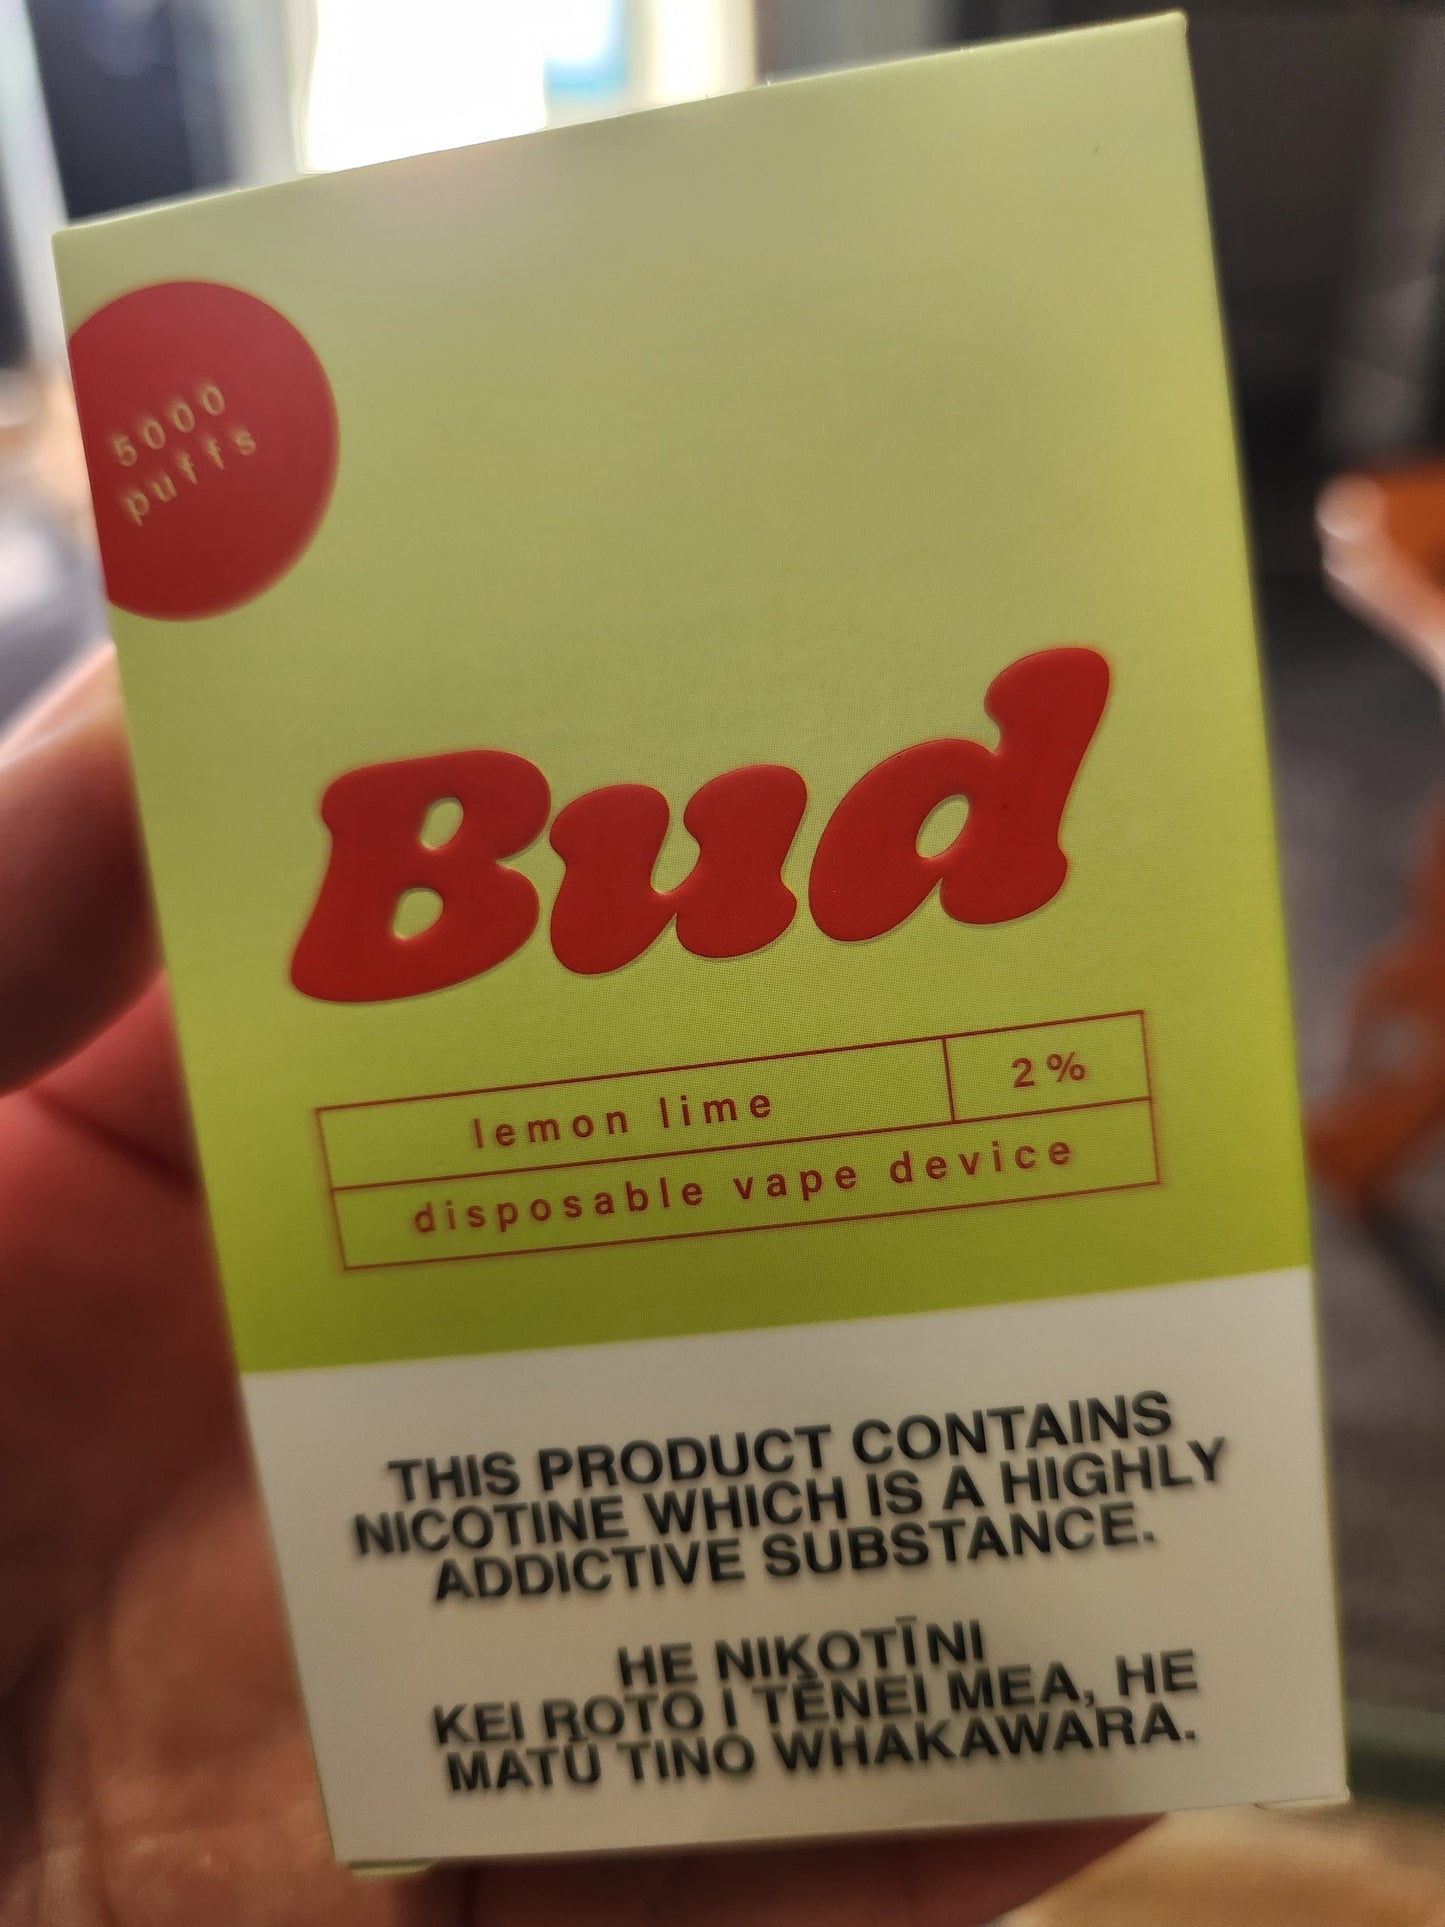 5000
puffs
Bud
lemon lime
2%
disposable vape device
THIS PRODUCT CONTAINS
NICOTINE WHICH IS A HIGHLY
ADDICTIVE SUBSTANCE.
HE NIKOTĪNI
KEI ROTO I TĒNEI MEA, HE
MATŪ TINO WHAKAWARA.